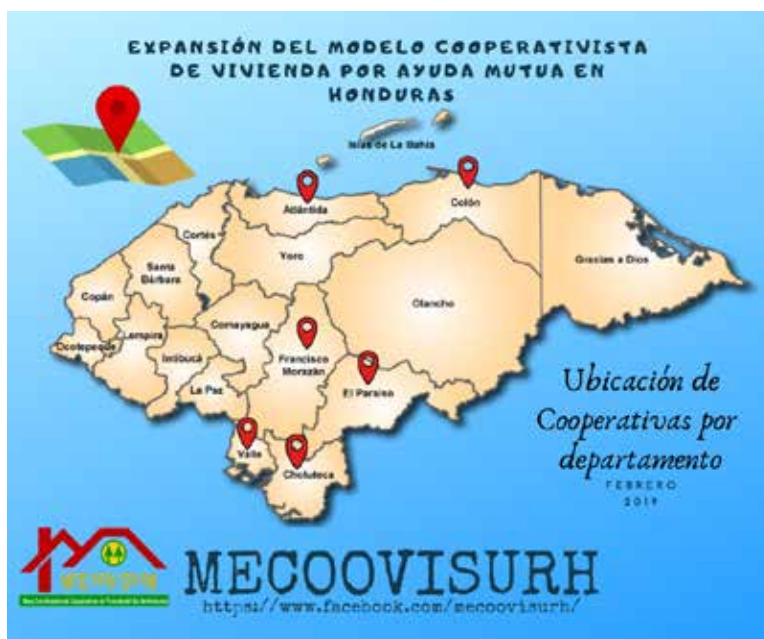 EXPANSIÓN DEL MODELO COOPERATIVISTA
DE VIVIENDA POR AYUDA MUTUA EN
HONDURAS
Islas de La Bahia
Atlántida
Colón
Cortés
Yoro
Gracias a Dios
Santa
Bárbara
Copán
Olancho
Comayagua
Ocotepeque
Lempira
Intibucá
Francisco
Morazán
La Paz
El Paraíso
Valle
Choluteca
Ubicación de
Cooperativas por
departamento
FEBRERO
2019
MECOOVISURH
https://www.facebook.com/mecoovisurh/